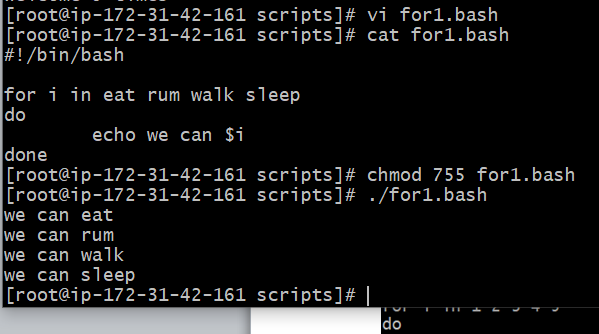 [root@ip-172-31-42-161 scripts]# vi for1.bash
[root@ip-172-31-42-161 scripts]# cat for1.bash
#!/bin/bash

for i in eat rum walk sleep
do
        echo we can $i
done
[root@ip-172-31-42-161 scripts]# chmod 755 for1.bash
[root@ip-172-31-42-161 scripts]# ./for1.bash
we can eat
we can rum
we can walk
we can sleep
[root@ip-172-31-42-161 scripts]#
do